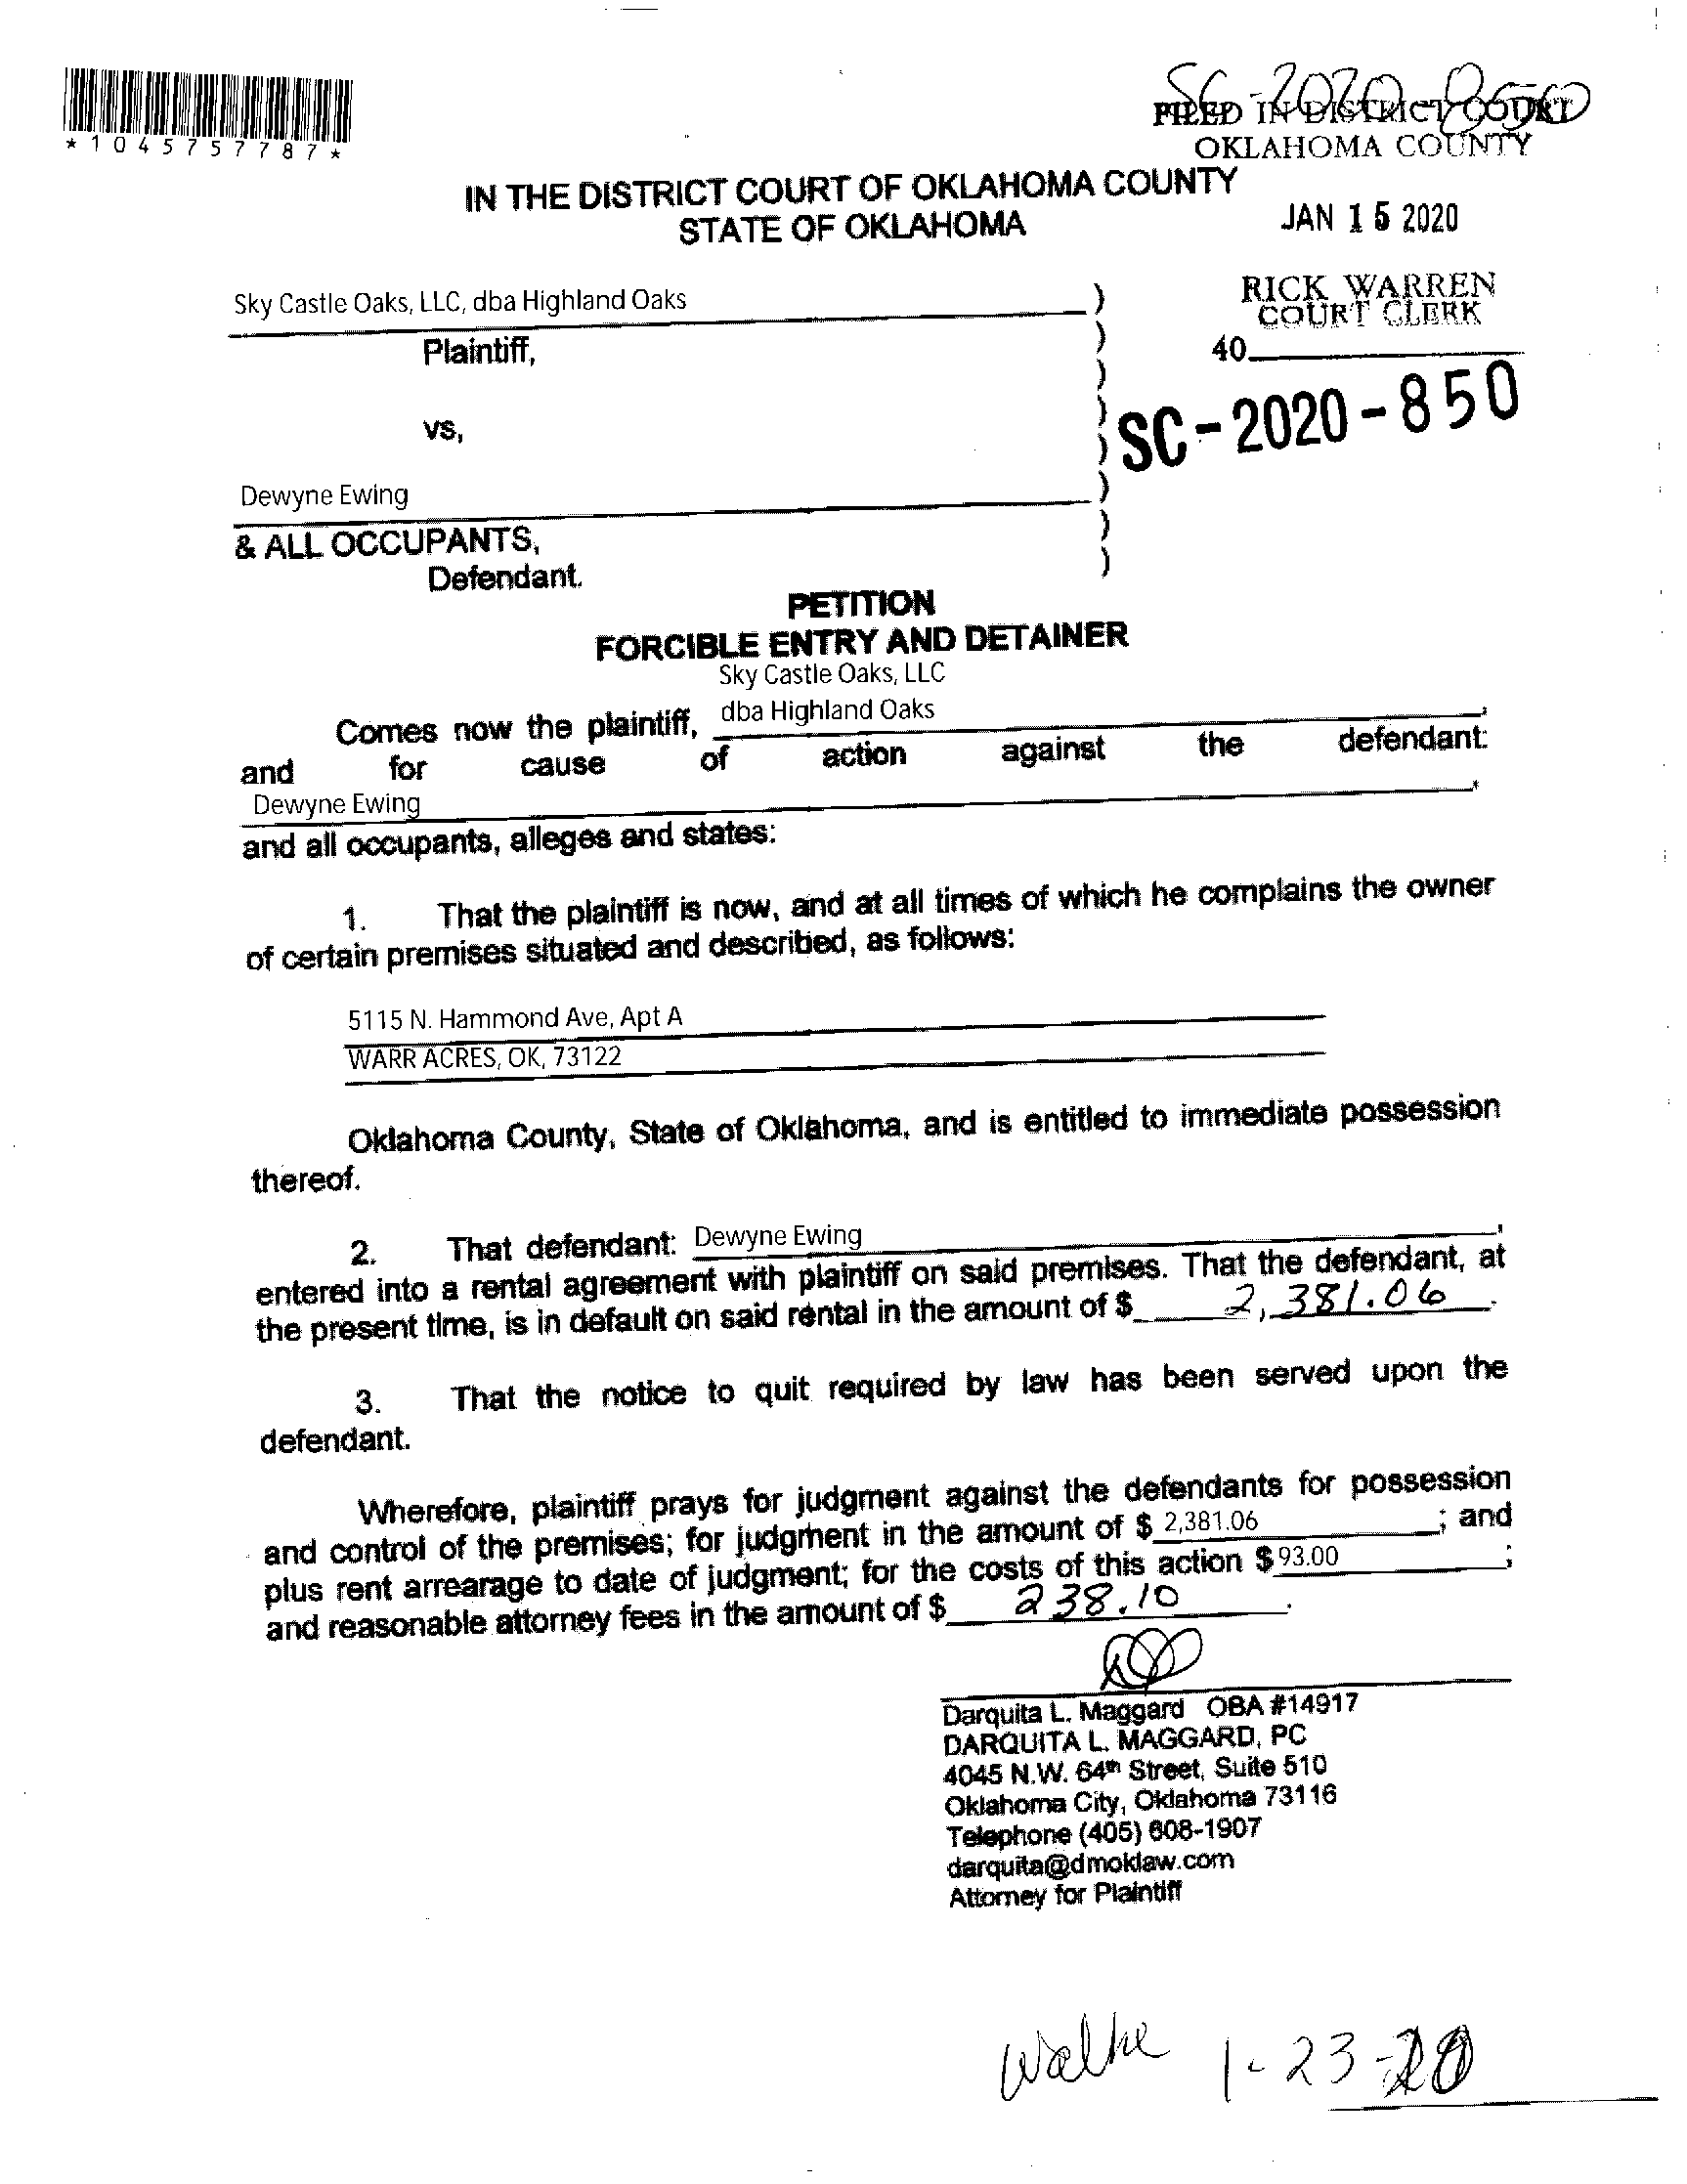 SC-2020-850
FILED IN DISTRICT COURT
OKLAHOMA COUNTY
*1045757787*
IN THE DISTRICT COURT OF OKLAHOMA COUNTY
STATE OF OKLAHOMA
JAN 15 2020
RICK WARREN
COURT CLERK
40
Sky Castle Oaks, LLC, dba Highland Oaks )
Plaintiff, )
)
vs, )
SC-2020-850
)
Dewyne Ewing )
& ALL OCCUPANTS, )
Defendant. )
PETITION
FORCIBLE ENTRY AND DETAINER
Sky Castle Oaks, LLC
Comes now the plaintiff, dba Highland Oaks,
and for cause of action against the defendant:
Dewyne Ewing
and all occupants, alleges and states:
1. That the plaintiff is now, and at all times of which he complains the owner
of certain premises situated and described, as follows:
5115 N. Hammond Ave, Apt A
WARR ACRES, OK, 73122
Oklahoma County, State of Oklahoma, and is entitled to immediate possession
thereof.
2. That defendant: Dewyne Ewing,
entered into a rental agreement with plaintiff on said premises. That the defendant, at
the present time, is in default on said rental in the amount of $ 2,381.06.
3. That the notice to quit required by law has been served upon the
defendant.
Wherefore, plaintiff prays for judgment against the defendants for possession
and control of the premises; for judgment in the amount of $ 2,381.06; and
plus rent arrearage to date of judgment; for the costs of this action $ 93.00;
and reasonable attorney fees in the amount of $ 238.10.
Darquita L. Maggard OBA #14917
DARQUITA L. MAGGARD, PC
4045 N.W. 64th Street, Suite 510
Oklahoma City, Oklahoma 73116
Telephone (405) 608-1907
darquita@dmoklaw.com
Attorney for Plaintiff
1-23-20